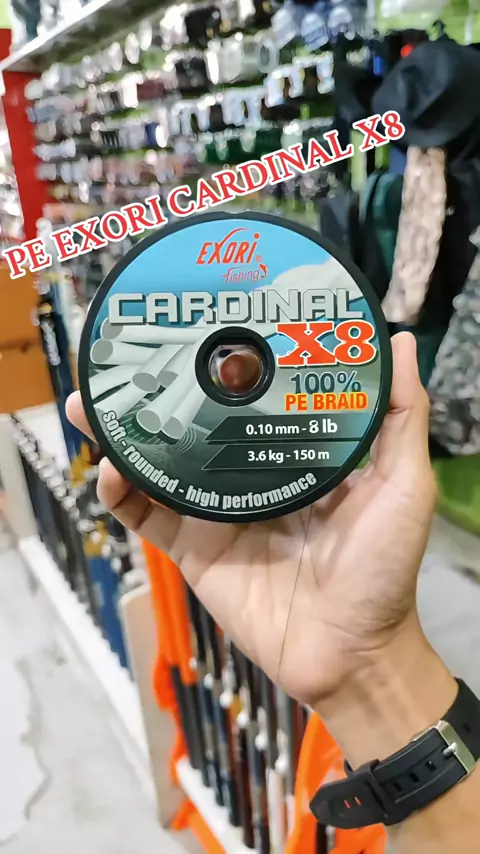 PE EXORI CARDINAL X8
EXORI®
fishing
CARDINAL
X8
100%
PE BRAID
0.10 mm - 8 lb
3.6 kg - 150 m
Soft - rounded - high performance